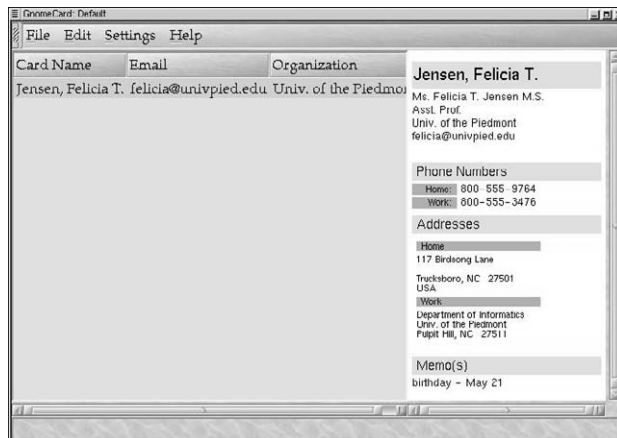 GnomeCard: Default
File Edit Settings Help
Card Name Email Organization
Jensen, Felicia T. felicia@univpied.edu Univ. of the Piedmo
Jensen, Felicia T.
Ms. Felicia T. Jensen M.S.
Asst. Prof.
Univ. of the Piedmont
felicia@univpied.edu
Phone Numbers
Home: 800-555-9764
Work: 800-555-3476
Addresses
Home
117 Birdsong Lane
Trucksboro, NC 27501
USA
Work
Department of Informatics
Univ. of the Piedmont
Pulpit Hill, NC 27511
Memo(s)
birthday - May 21